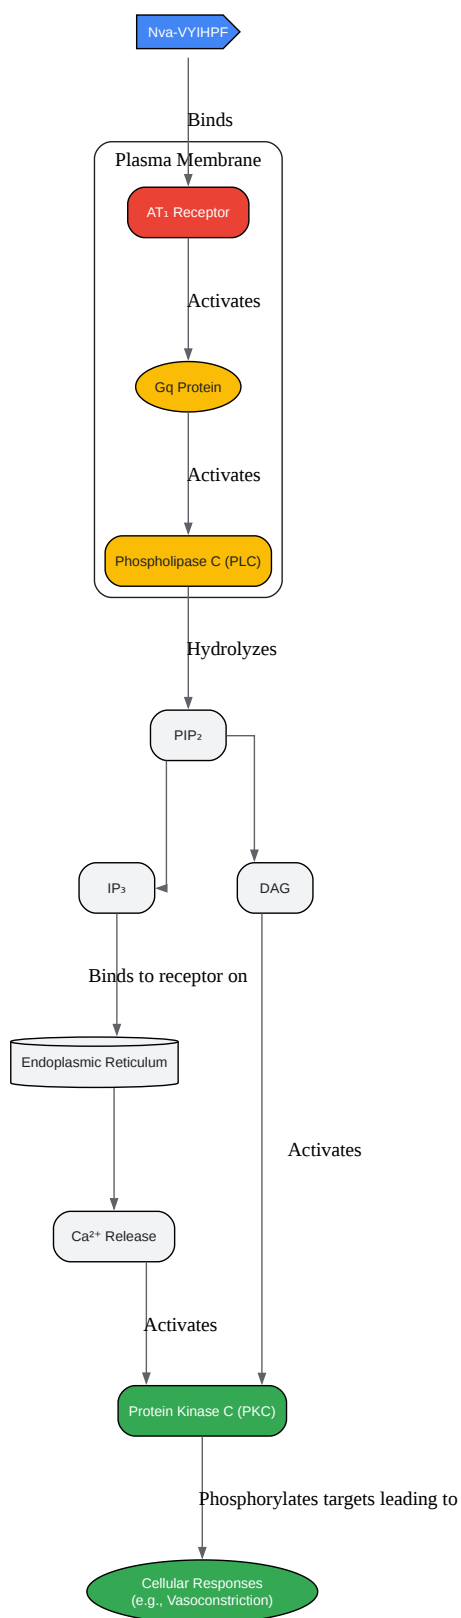 Nva-VYIHPF
Binds
Plasma Membrane
AT₁ Receptor
Activates
Gq Protein
Activates
Phospholipase C (PLC)
Hydrolyzes
PIP₂
IP₃
DAG
Binds to receptor on
Endoplasmic Reticulum
Activates
Ca²⁺ Release
Activates
Protein Kinase C (PKC)
Phosphorylates targets leading to
Cellular Responses
(e.g., Vasoconstriction)